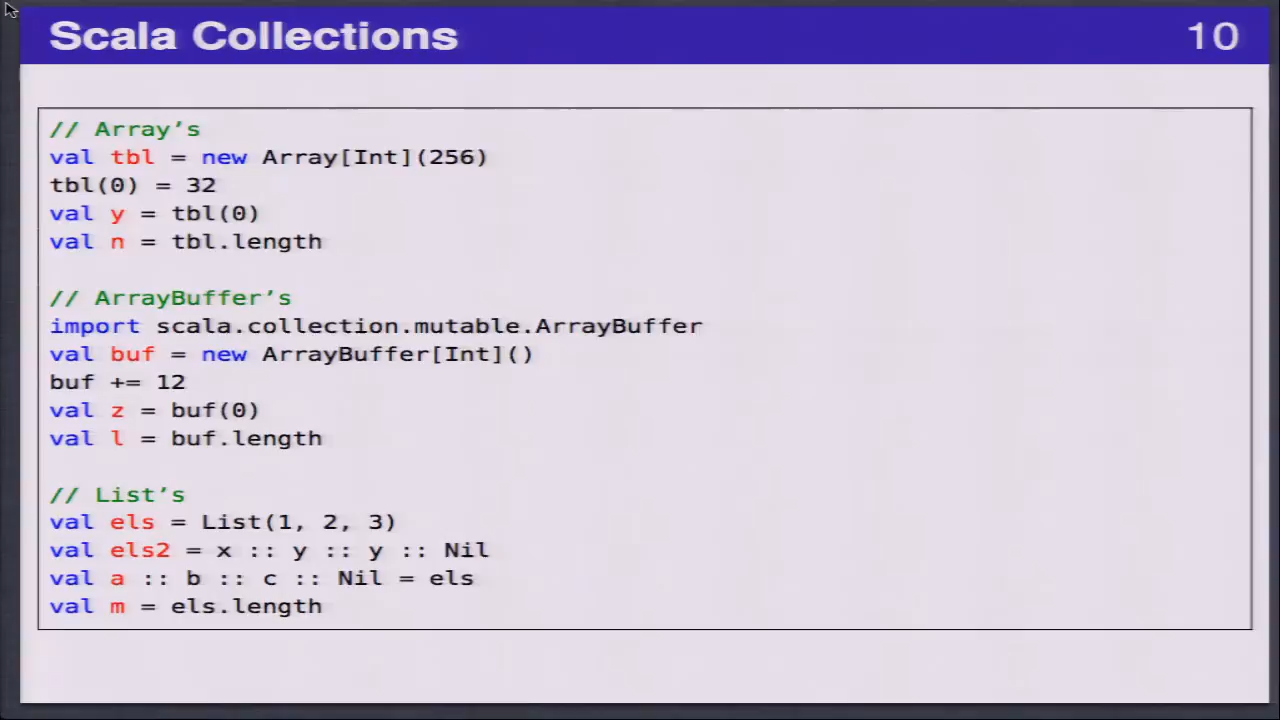 Scala Collections
10
// Array's
val tbl = new Array[Int](256)
tbl(0) = 32
val y = tbl(0)
val n = tbl.length
// ArrayBuffer's
import scala.collection.mutable.ArrayBuffer
val buf = new ArrayBuffer[Int]()
buf += 12
val z = buf(0)
val l = buf.length
// List's
val els = List(1, 2, 3)
val els2 = x :: y :: y :: Nil
val a :: b :: c :: Nil = els
val m = els.length